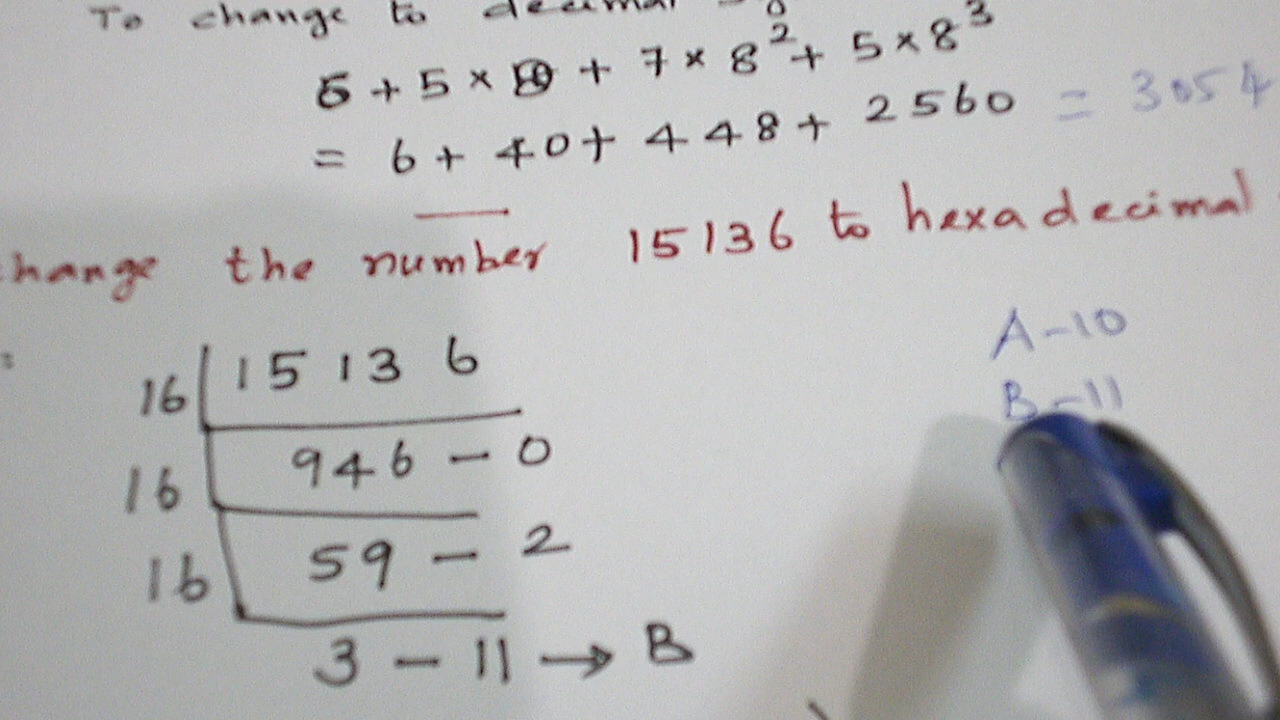 To change to decimal
6 + 5 × 8 + 7 × 8² + 5 × 8³
= 6 + 40 + 448 + 2560 = 3054
hange the number 15136 to hexadecimal
:
A - 10
16 | 15136
B - 11
16 | 946 - 0
16 | 59 - 2
3 - 11 → B